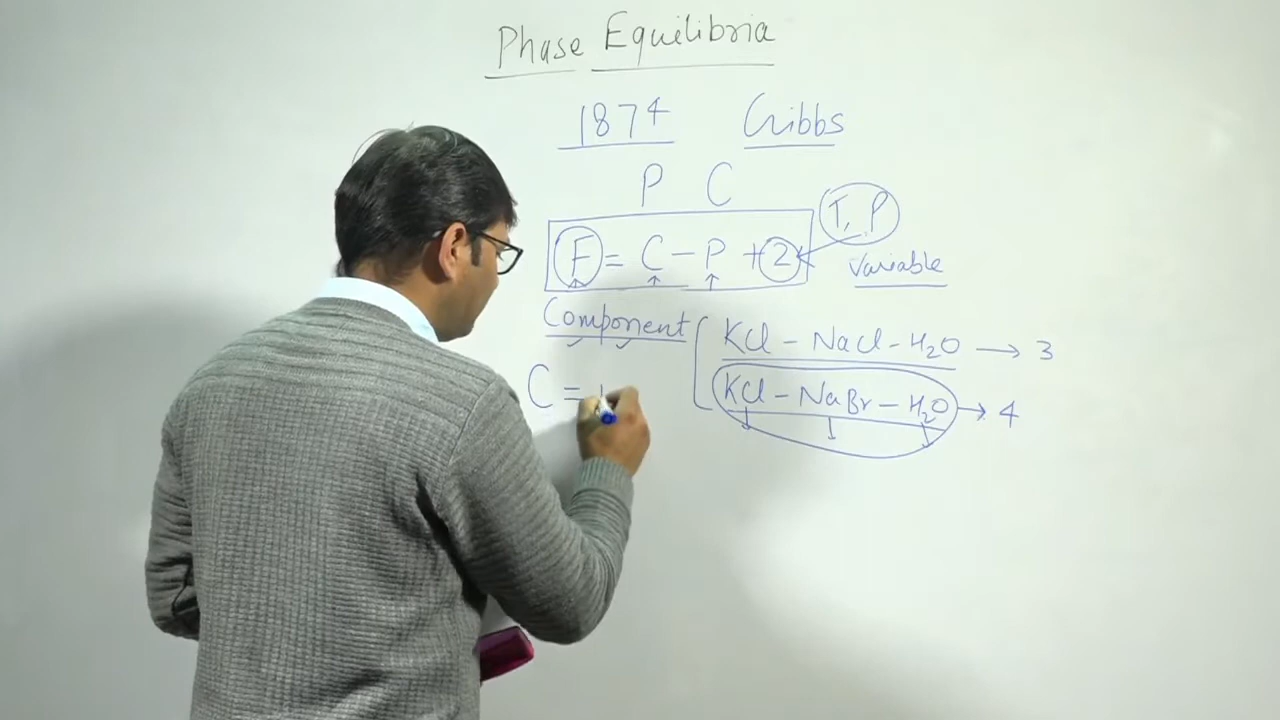 Phase Equilibria
1874 Gibbs
P C
T, P
F = C - P + 2
Variable
Component
KCl - NaCl - H2O → 3
KCl - NaBr - H2O → 4
C =